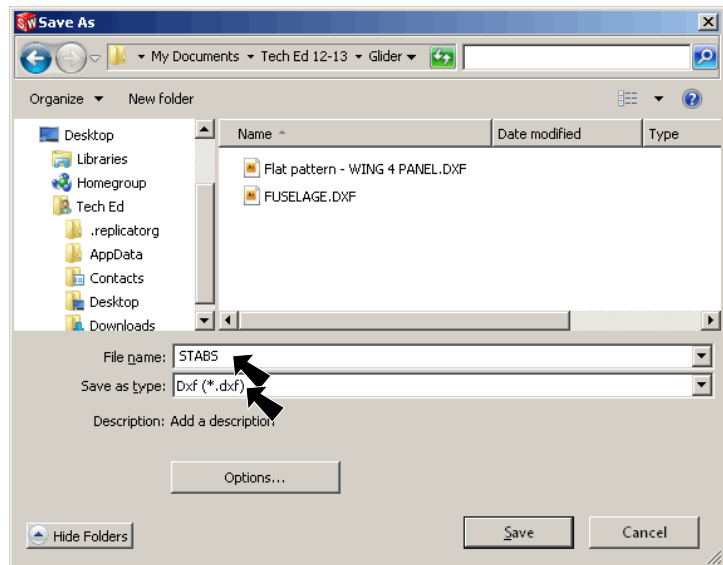 SW Save As
My Documents Tech Ed 12-13 Glider
Organize New folder
Name Date modified Type
Desktop
Libraries
Homegroup
Tech Ed
.replicatorg
AppData
Contacts
Desktop
Downloads
Flat pattern - WING 4 PANEL.DXF
FUSELAGE.DXF
File name: STABS
Save as type: Dxf (*.dxf)
Description: Add a description
Options...
Hide Folders Save Cancel